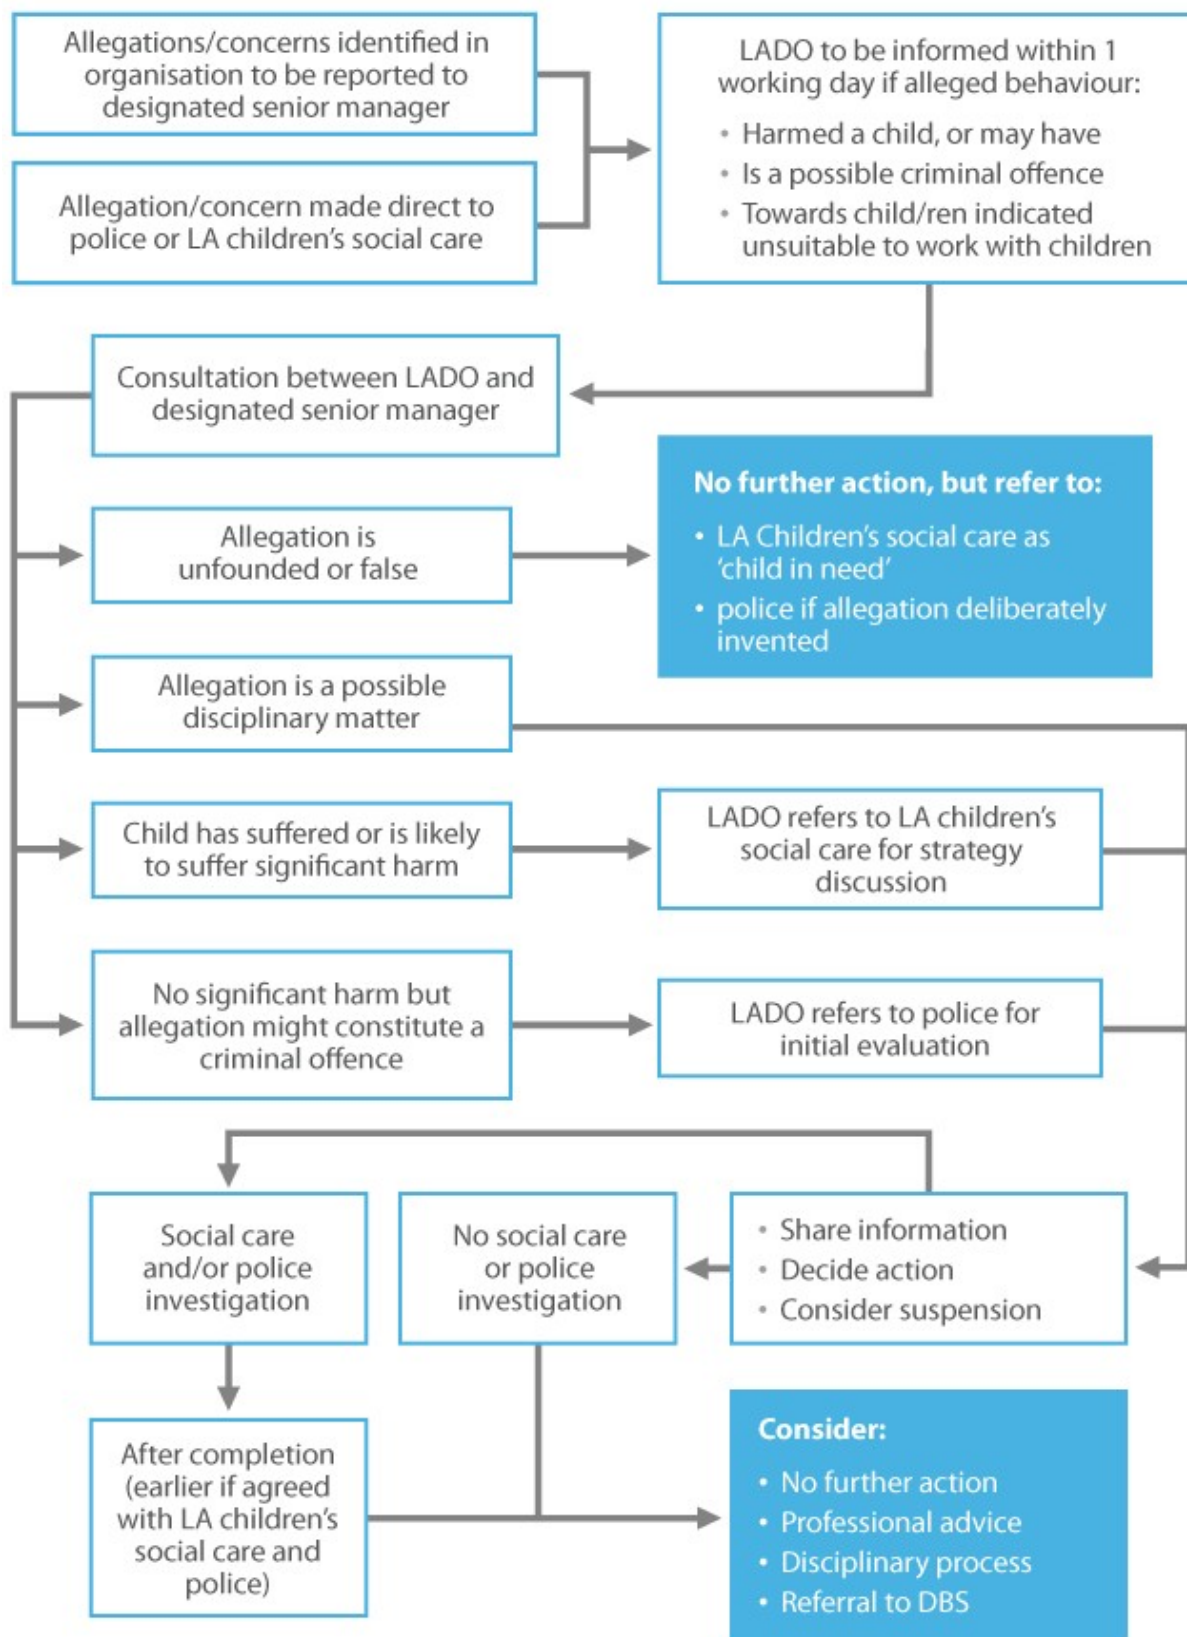 Allegations/concerns identified in
organisation to be reported to
designated senior manager
Allegation/concern made direct to
police or LA children's social care
LADO to be informed within 1
working day if alleged behaviour:
• Harmed a child, or may have
• Is a possible criminal offence
• Towards child/ren indicated
unsuitable to work with children
Consultation between LADO and
designated senior manager
Allegation is
unfounded or false
No further action, but refer to:
• LA Children's social care as
'child in need'
• police if allegation deliberately
invented
Allegation is a possible
disciplinary matter
Child has suffered or is likely
to suffer significant harm
LADO refers to LA children's
social care for strategy
discussion
No significant harm but
allegation might constitute a
criminal offence
LADO refers to police for
initial evaluation
Social care
and/or police
investigation
No social care
or police
investigation
• Share information
• Decide action
• Consider suspension
After completion
(earlier if agreed
with LA children's
social care and
police)
Consider:
• No further action
• Professional advice
• Disciplinary process
• Referral to DBS